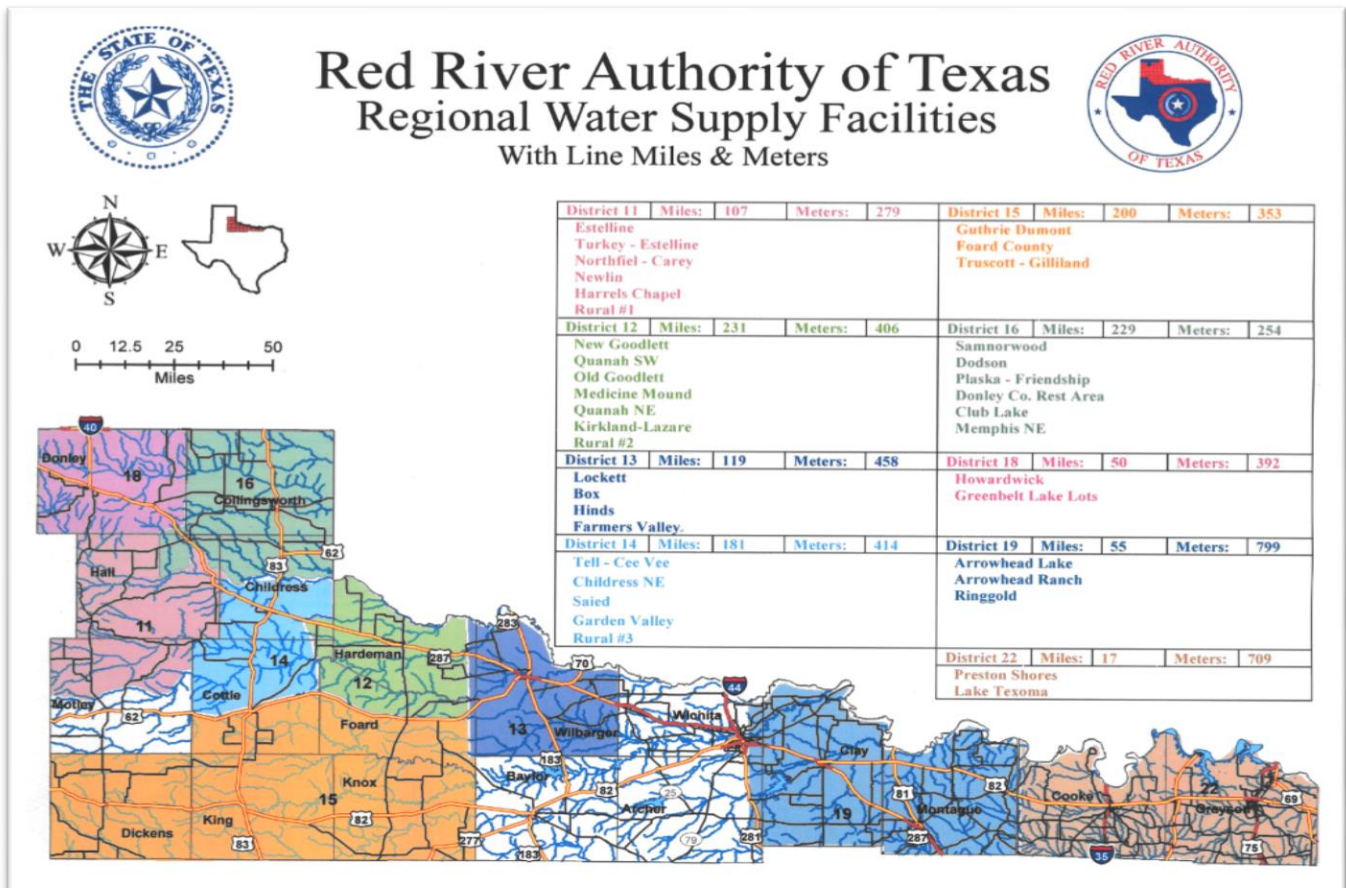 THE STATE OF TEXAS
Red River Authority of Texas
Regional Water Supply Facilities
With Line Miles & Meters
RED RIVER AUTHORITY
OF TEXAS
N
W E
S
0 12.5 25 50
Miles
District 11 Miles: 107 Meters: 279
Estelline
Turkey - Estelline
Northfiel - Carey
Newlin
Harrels Chapel
Rural #1
District 12 Miles: 231 Meters: 406
New Goodlett
Quanah SW
Old Goodlett
Medicine Mound
Quanah NE
Kirkland-Lazare
Rural #2
District 13 Miles: 119 Meters: 458
Lockett
Box
Hinds
Farmers Valley.
District 14 Miles: 181 Meters: 414
Tell - Cee Vee
Childress NE
Saied
Garden Valley
Rural #3
District 15 Miles: 200 Meters: 353
Guthrie Dumont
Foard County
Truscott - Gilliland
District 16 Miles: 229 Meters: 254
Samnorwood
Dodson
Plaska - Friendship
Donley Co. Rest Area
Club Lake
Memphis NE
District 18 Miles: 50 Meters: 392
Howardwick
Greenbelt Lake Lots
District 19 Miles: 55 Meters: 799
Arrowhead Lake
Arrowhead Ranch
Ringgold
District 22 Miles: 17 Meters: 709
Preston Shores
Lake Texoma
40
Donley
18
16
Collingsworth
62
83
Hall
Childress
11
283
14
Hardeman
287
12
70
44
Cottle
Motley
62
Foard
13
Wilbarger
Wichita
Clay
183
Baylor
82
25
Archer
Knox
15
82
King
Dickens
83
277
183
79
281
19
81
Montague
287
82
Cooke
22
Grayson
69
75
35